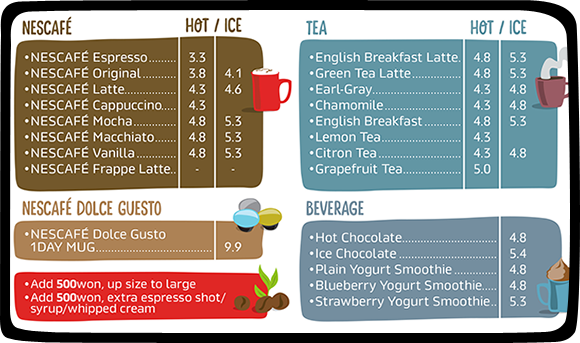 NESCAFÉ HOT / ICE
•NESCAFÉ Espresso.......... 3.3
•NESCAFÉ Original............ 3.8 4.1
•NESCAFÉ Latte................ 4.3 4.6
•NESCAFÉ Cappuccino...... 4.3
•NESCAFÉ Mocha.............. 4.8 5.3
•NESCAFÉ Macchiato........ 4.8 5.3
•NESCAFÉ Vanilla.............. 4.8 5.3
•NESCAFÉ Frappe Latte.. - -
NESCAFÉ DOLCE GUESTO
•NESCAFÉ Dolce Gusto
1DAY MUG........................ 9.9
•Add 500won, up size to large
•Add 500won, extra espresso shot/
syrup/whipped cream
TEA HOT / ICE
•English Breakfast Latte. 4.8 5.3
•Green Tea Latte.............. 4.8 5.3
•Earl-Gray........................ 4.3 4.8
•Chamomile...................... 4.3 4.8
•English Breakfast.......... 4.8 5.3
•Lemon Tea...................... 4.3
•Citron Tea...................... 4.3 4.8
•Grapefruit Tea................ 5.0
BEVERAGE
•Hot Chocolate.......................... 4.8
•Ice Chocolate.......................... 5.4
•Plain Yogurt Smoothie.............. 4.8
•Blueberry Yogurt Smoothie...... 4.8
•Strawberry Yogurt Smoothie.... 5.3